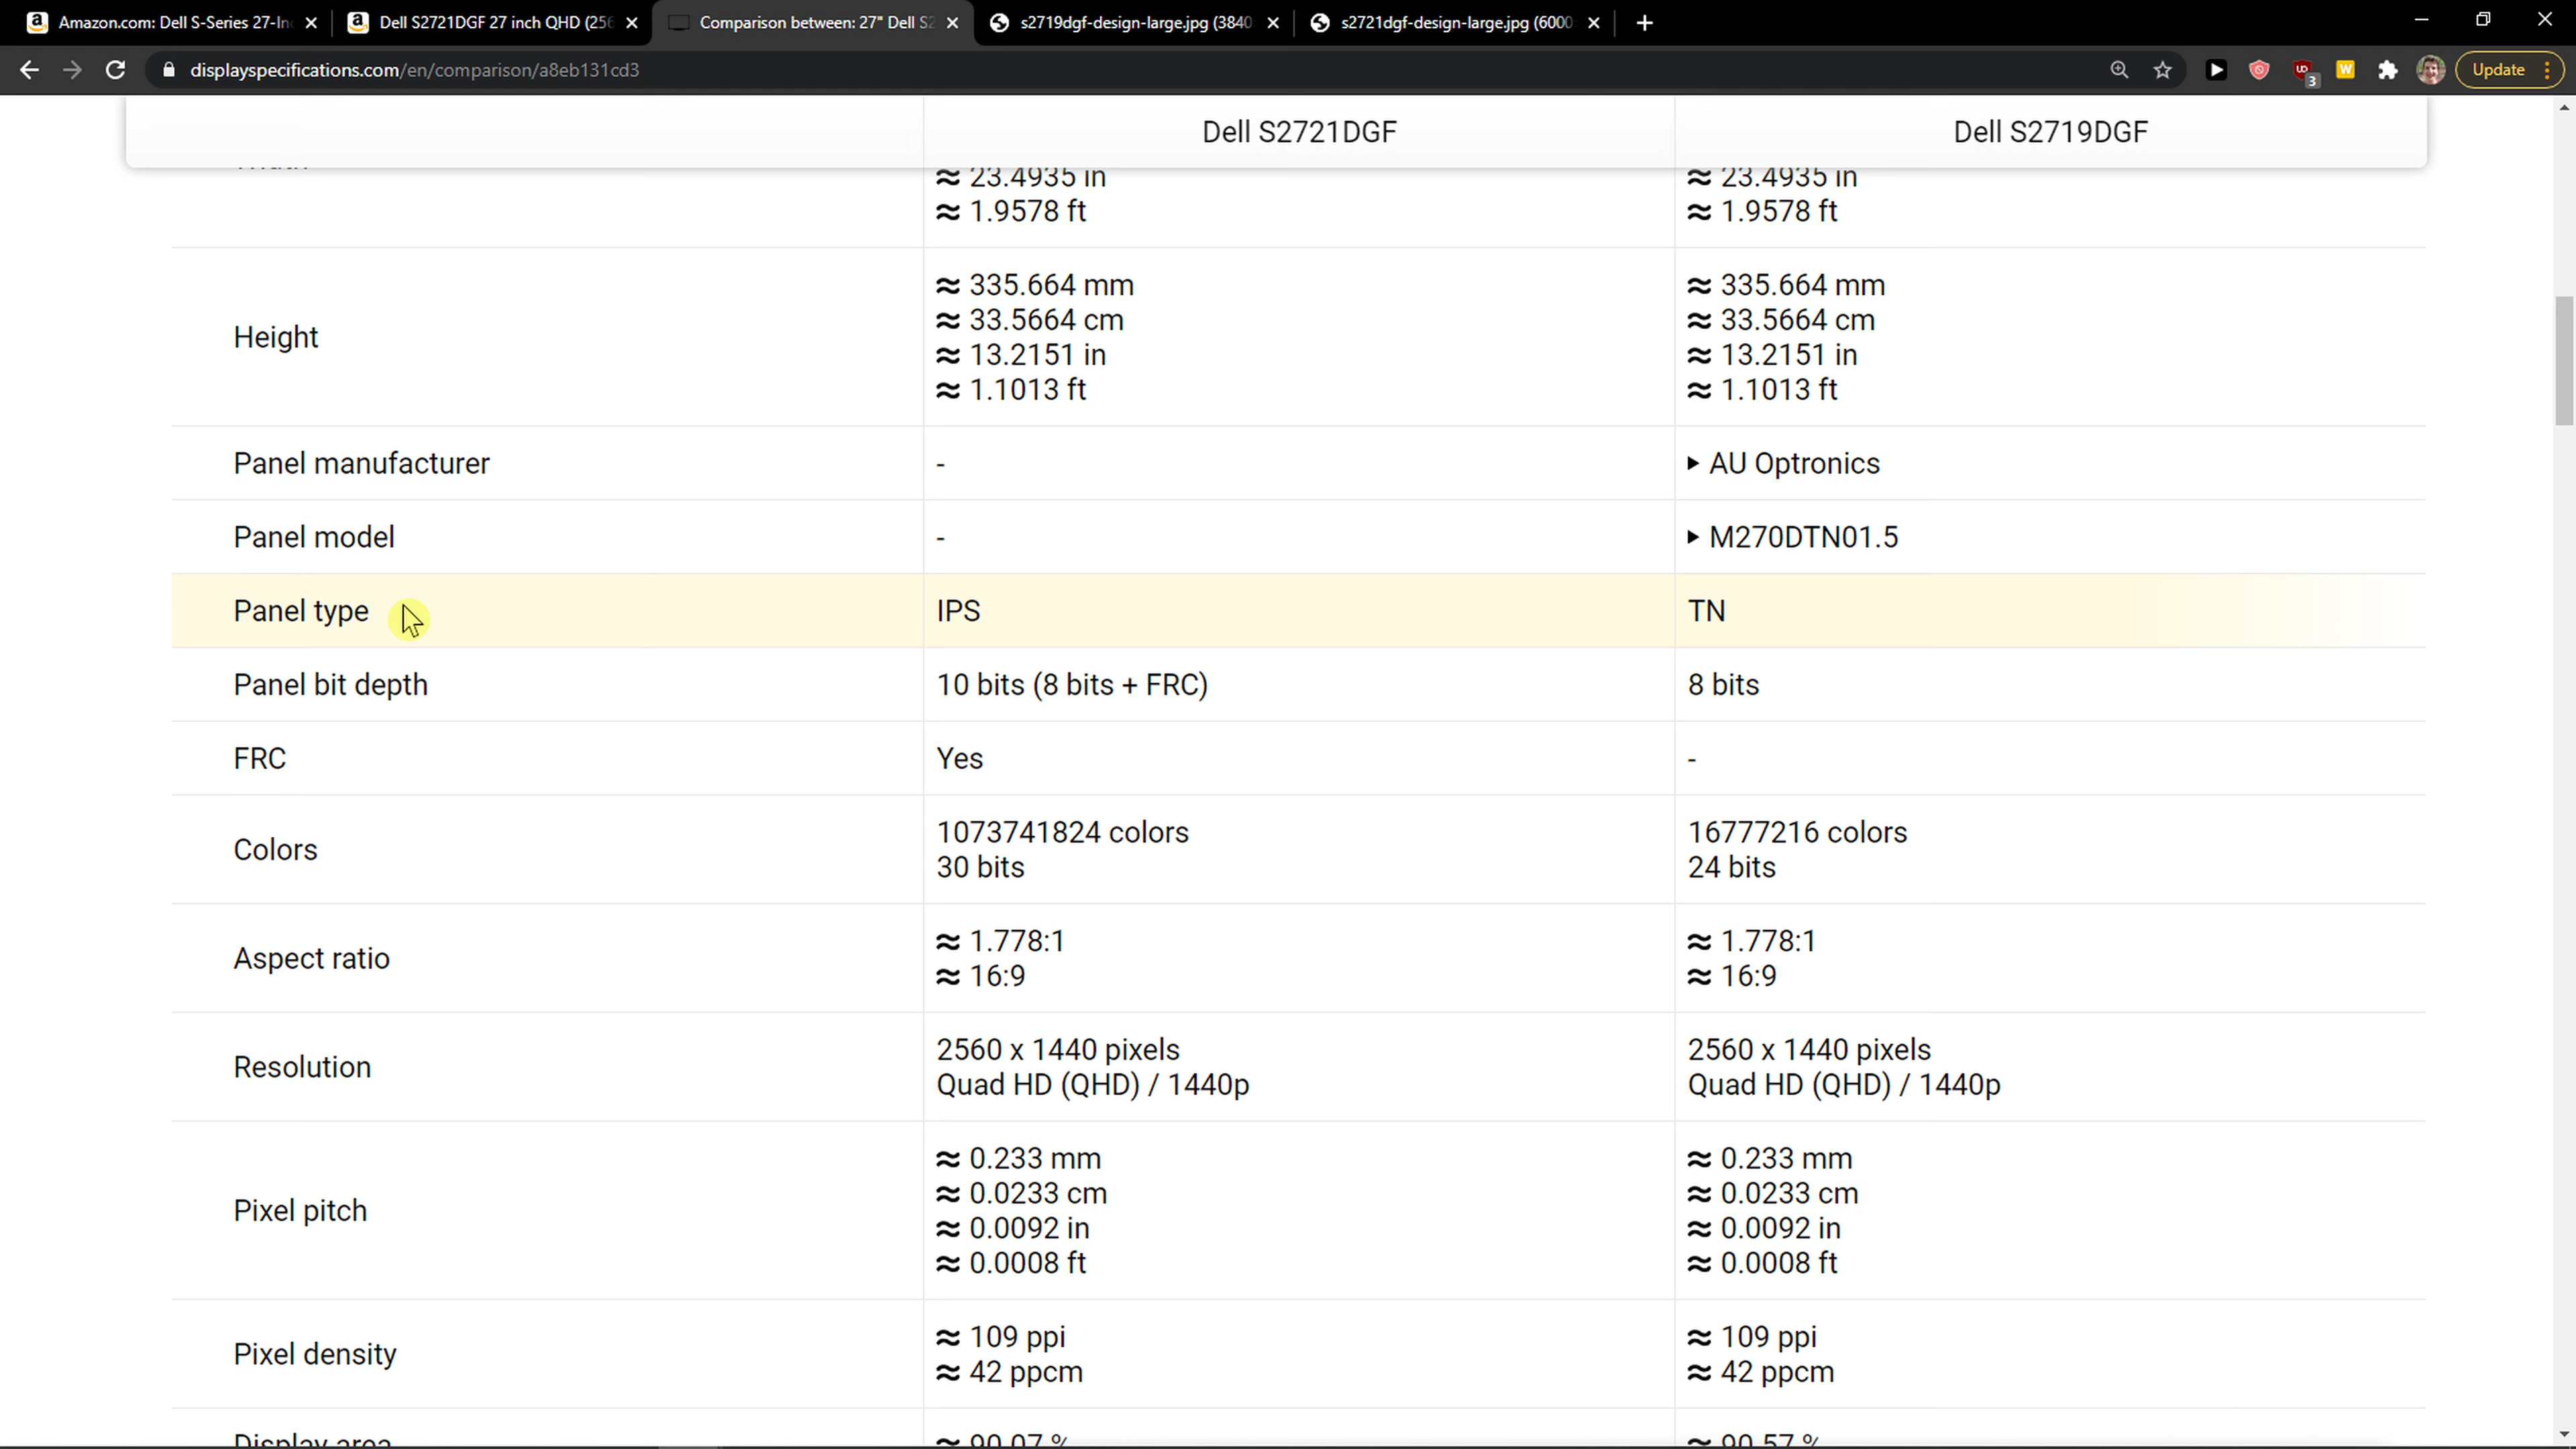 Amazon.com: Dell S-Series 27-In
Dell S2721DGF 27 inch QHD (256
Comparison between: 27" Dell S2
s2719dgf-design-large.jpg (3840
s2721dgf-design-large.jpg (6000
displayspecifications.com/en/comparison/a8eb131cd3
3
W
Update
Dell S2721DGF
Dell S2719DGF
≈ 23.4935 in
≈ 1.9578 ft
≈ 23.4935 in
≈ 1.9578 ft
Height
≈ 335.664 mm
≈ 33.5664 cm
≈ 13.2151 in
≈ 1.1013 ft
≈ 335.664 mm
≈ 33.5664 cm
≈ 13.2151 in
≈ 1.1013 ft
Panel manufacturer
-
AU Optronics
Panel model
-
M270DTN01.5
Panel type
IPS
TN
Panel bit depth
10 bits (8 bits + FRC)
8 bits
FRC
Yes
-
Colors
1073741824 colors
30 bits
16777216 colors
24 bits
Aspect ratio
≈ 1.778:1
≈ 16:9
≈ 1.778:1
≈ 16:9
Resolution
2560 x 1440 pixels
Quad HD (QHD) / 1440p
2560 x 1440 pixels
Quad HD (QHD) / 1440p
Pixel pitch
≈ 0.233 mm
≈ 0.0233 cm
≈ 0.0092 in
≈ 0.0008 ft
≈ 0.233 mm
≈ 0.0233 cm
≈ 0.0092 in
≈ 0.0008 ft
Pixel density
≈ 109 ppi
≈ 42 ppcm
≈ 109 ppi
≈ 42 ppcm
Display area
≈ 90.07 %
≈ 90.57 %